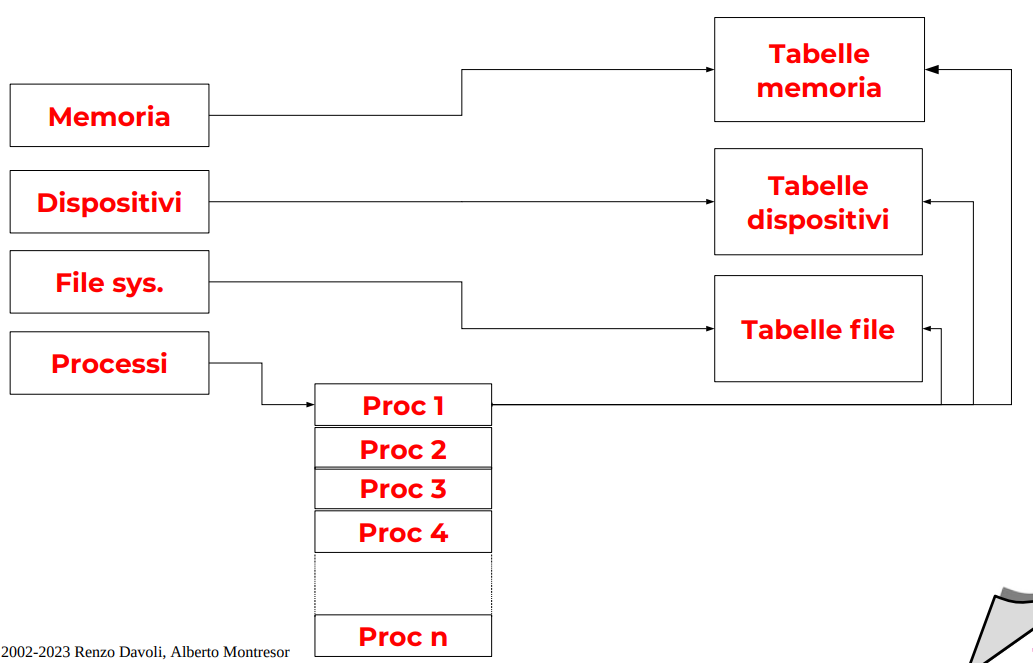 Tabelle
memoria
Memoria
Tabelle
dispositivi
Dispositivi
File sys.
Tabelle file
Processi
Proc 1
Proc 2
Proc 3
Proc 4
Proc n
2002-2023 Renzo Davoli, Alberto Montresor